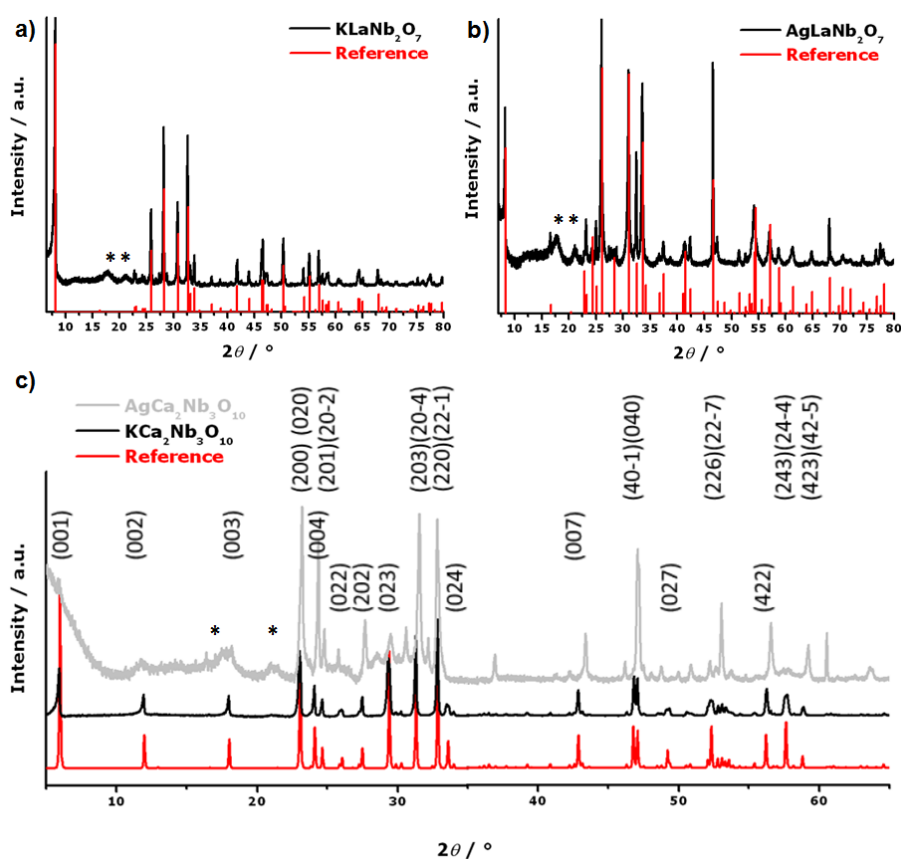 a)
KLaNb₂O₇
Reference
Intensity / a.u.
10 15 20 25 30 35 40 45 50 55 60 65 70 75 80
2θ / °
* *
b)
AgLaNb₂O₇
Reference
Intensity / a.u.
10 15 20 25 30 35 40 45 50 55 60 65 70 75 80
2θ / °
* *
c)
AgCa₂Nb₃O₁₀
KCa₂Nb₃O₁₀
Reference
Intensity / a.u.
(001)
(002)
(003)
(200) (020)
(201)(20-2)
(004)
(022)
(202)
(023)
(203)(20-4)
(220)(22-1)
(024)
(007)
(40-1)(040)
(027)
(226)(22-7)
(422)
(243)(24-4)
(423)(42-5)
* *
10 20 30 40 50 60
2θ / °